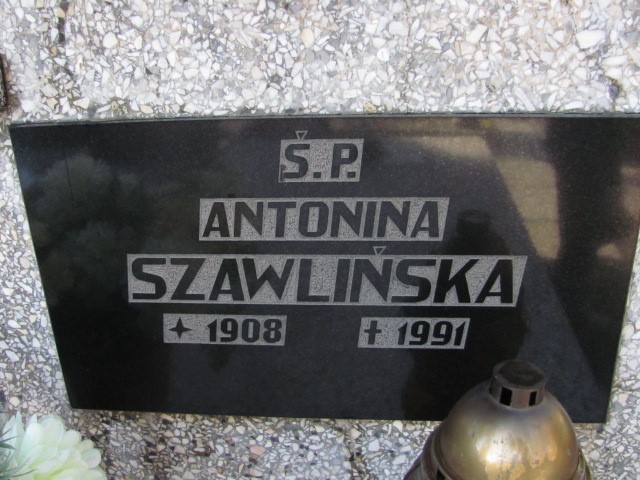 Ś.P.
ANTONINA
SZAWLIŃSKA
✦ 1908 ✝ 1991